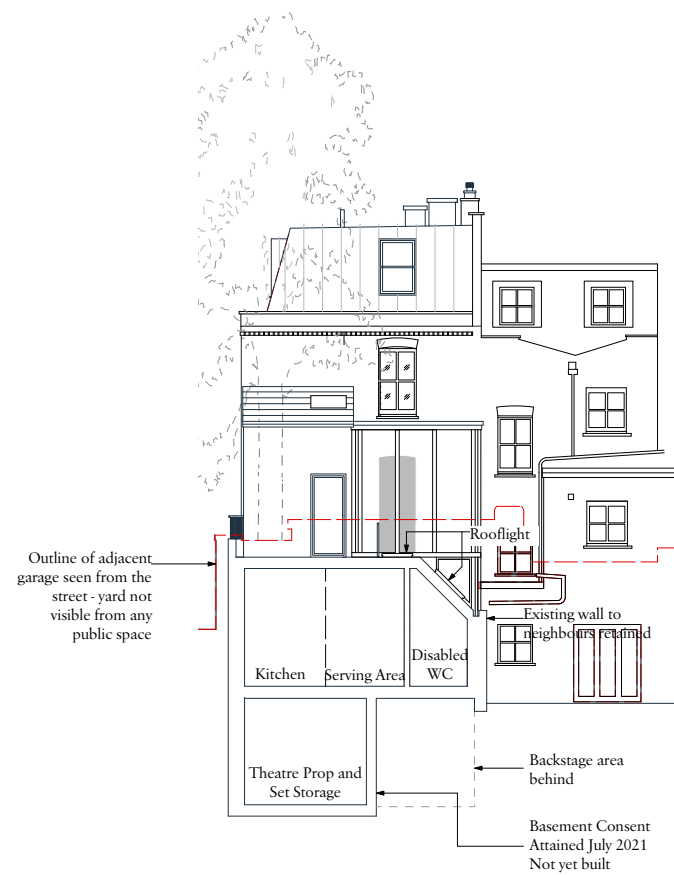 Rooflight
Outline of adjacent
garage seen from the
street - yard not
visible from any
public space
Existing wall to
neighbours retained
Kitchen
Serving Area
Disabled
WC
Theatre Prop and
Set Storage
Backstage area
behind
Basement Consent
Attained July 2021
Not yet built